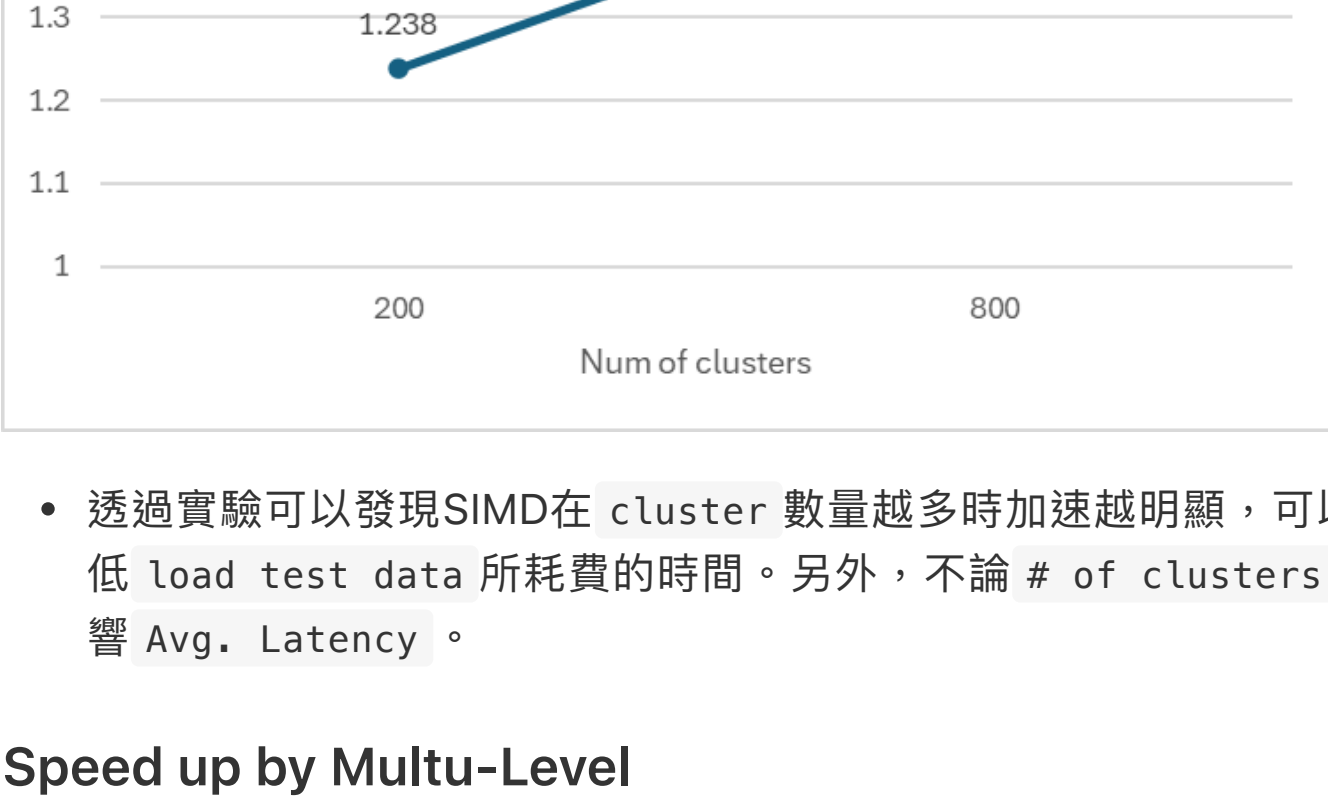 1.3
1.238
1.2
1.1
1
200 800
Num of clusters
透過實驗可以發現SIMD在 cluster 數量越多時加速越明顯，可
低 load test data 所耗費的時間。另外，不論 # of clusters
響 Avg. Latency 。
Speed up by Multu-Level